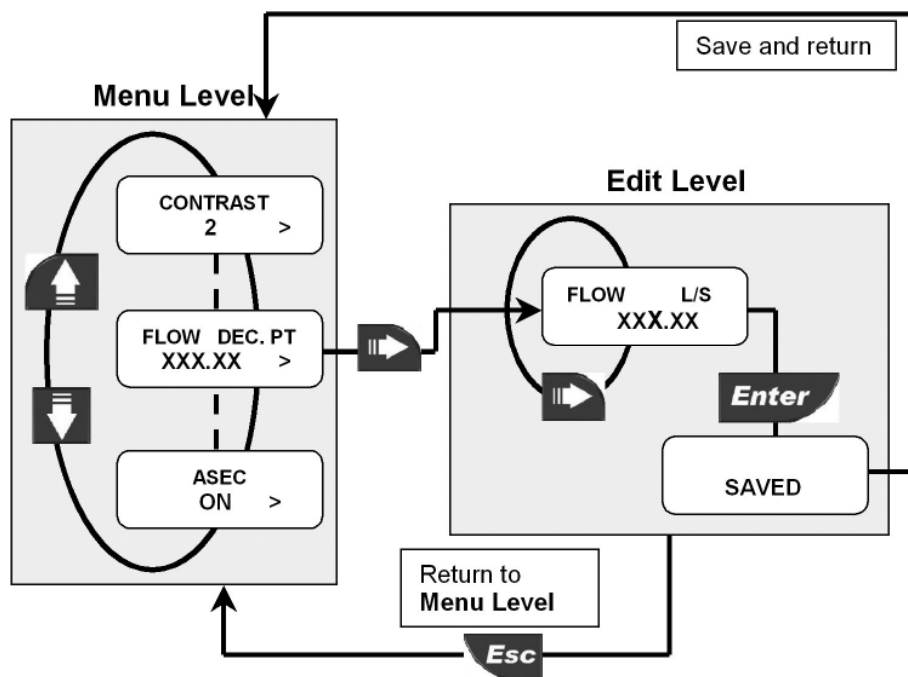 Save and return
Menu Level
CONTRAST
2 >
FLOW DEC. PT
XXX.XX >
ASEC
ON >
Edit Level
FLOW L/S
XXX.XX
Enter
SAVED
Return to
Menu Level
Esc